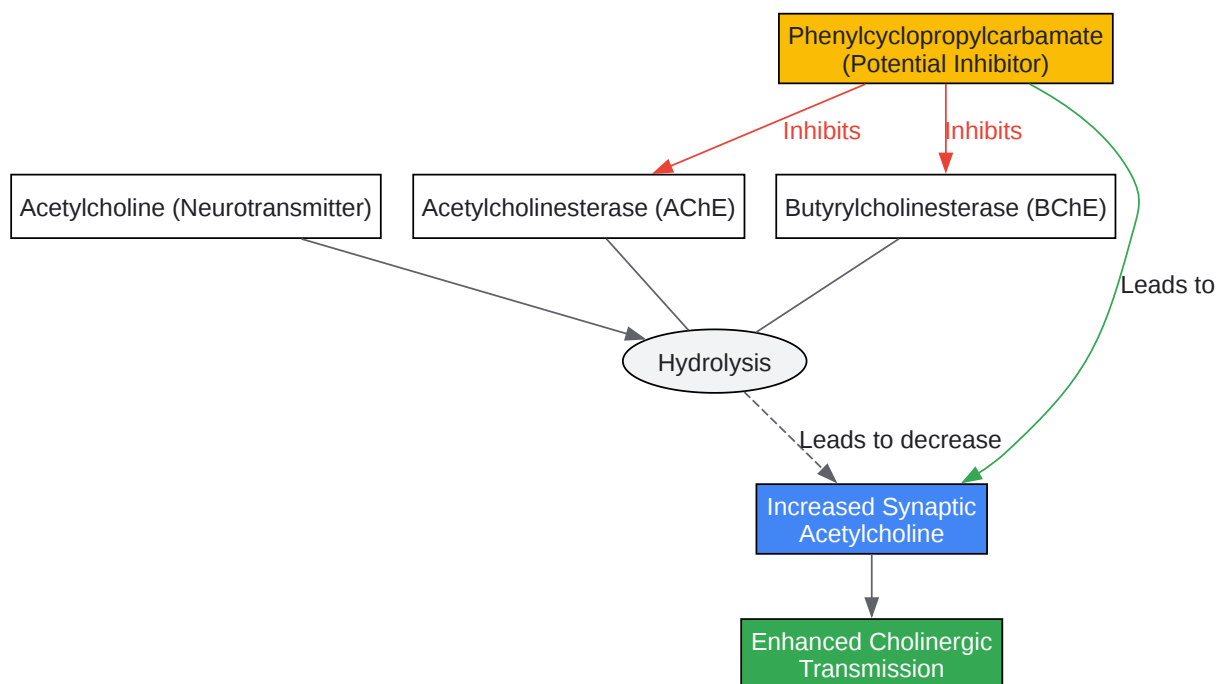 Phenylcyclopropylcarbamate
(Potential Inhibitor)
Inhibits
Inhibits
Acetylcholine (Neurotransmitter)
Acetylcholinesterase (AChE)
Butyrylcholinesterase (BChE)
Leads to
Hydrolysis
Leads to decrease
Increased Synaptic
Acetylcholine
Enhanced Cholinergic
Transmission